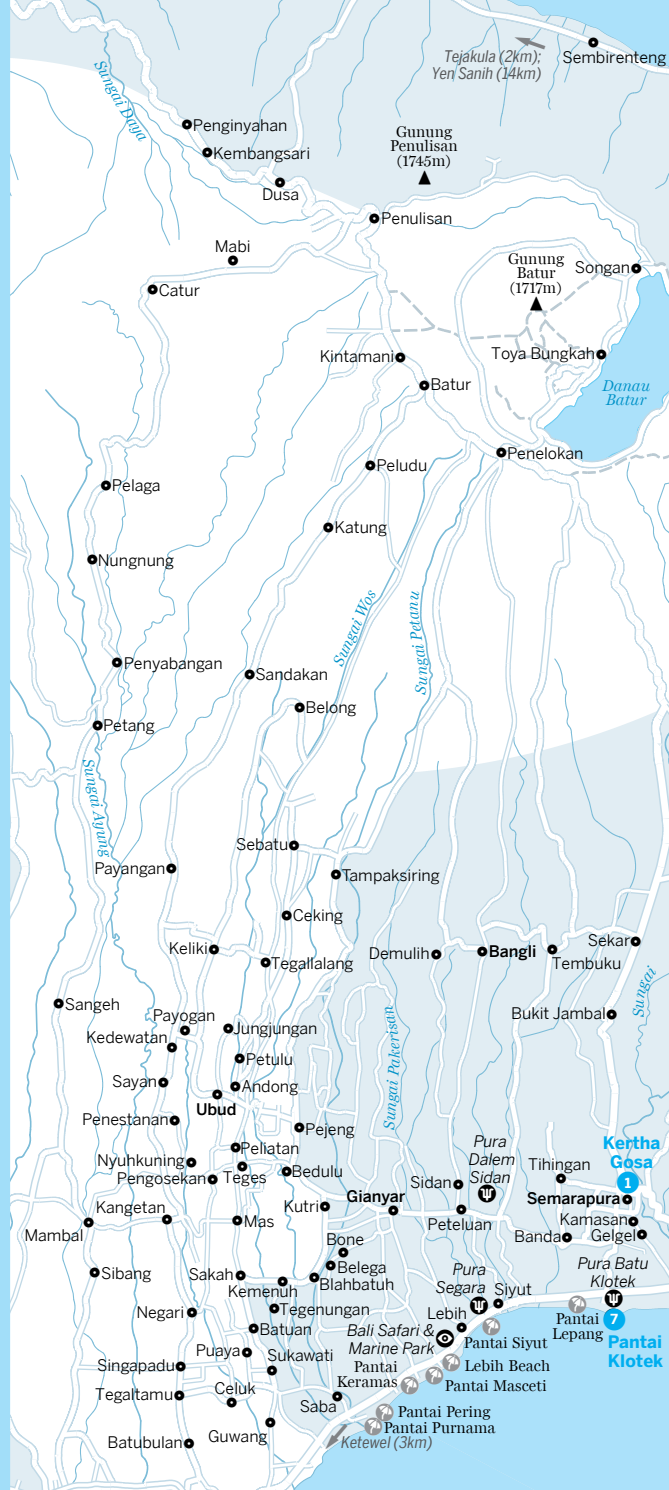 Tejakula (2km);
Yen Sanih (14km)
Sembirenteng
Sungai Daya
Penginyahan
Kembangsari
Dusa
Gunung
Penulisan
(1745m)
Penulisan
Mabi
Catur
Gunung
Batur
(1717m)
Songan
Kintamani
Toya Bungkah
Batur
Danau
Batur
Penelokan
Peludu
Pelaga
Katung
Nungnung
Sungai Wos
Sungai Petanu
Penyabangan
Sandakan
Belong
Petang
Sungai Ayung
Sebatu
Payangan
Tampaksiring
Ceking
Keliki
Tegallalang
Demulih
Bangli
Tembuku
Sekar
Sungai
Sangeh
Bukit Jambal
Payogan
Jungjungan
Kedewatan
Petulu
Sungai Pakerisan
Sayan
Andong
Ubud
Penestanan
Pejeng
Peliatan
Nyuhkuning
Teges
Bedulu
Pengosekan
Pura
Dalem
Sidan
Kertha
Gosa
1
Tihingan
Sidan
Semarapura
Kangetan
Mas
Kutri
Gianyar
Peteluan
Kamasan
Mambal
Banda
Gelgel
Bone
Belega
Sibang
Sakah
Kemenuh
Blahbatuh
Pura
Segara
Siyut
Pura Batu
Klotek
Negari
Tegenungan
Lebih
Pantai
Lepang
7
Pantai
Klotek
Batuan
Bali Safari &
Marine Park
Pantai Siyut
Puaya
Sukawati
Pantai
Keramas
Lebih Beach
Singapadu
Pantai Masceti
Tegaltamu
Celuk
Saba
Pantai Pering
Guwang
Pantai Purnama
Batubulan
Ketewel (3km)